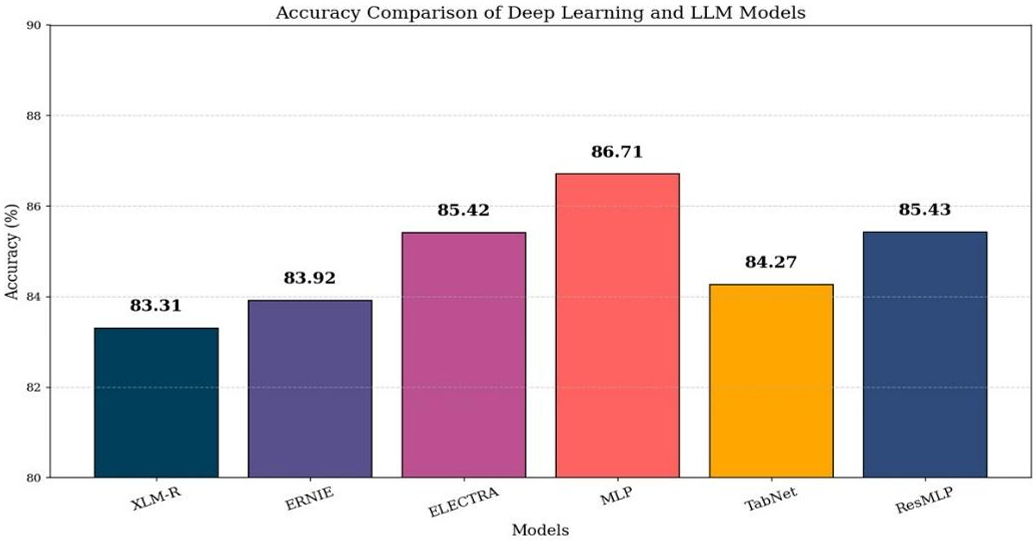 Accuracy Comparison of Deep Learning and LLM Models
90
88
86
84
82
80
Accuracy (%)
83.31
83.92
85.42
86.71
84.27
85.43
XLM-R
ERNIE
ELECTRA
MLP
TabNet
ResMLP
Models